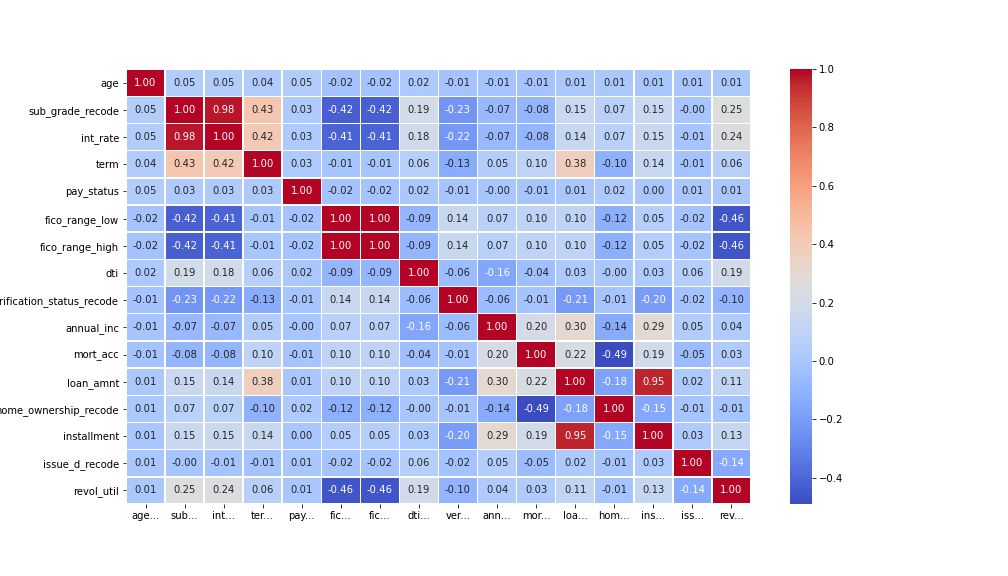 1.0
age 1.00 0.05 0.05 0.04 0.05 -0.02 -0.02 0.02 -0.01 -0.01 -0.01 0.01 0.01 0.01 0.01 0.01
sub_grade_recode 0.05 1.00 0.98 0.43 0.03 -0.42 -0.42 0.19 -0.23 -0.07 -0.08 0.15 0.07 0.15 -0.00 0.25
0.8
int_rate 0.05 0.98 1.00 0.42 0.03 -0.41 -0.41 0.18 -0.22 -0.07 -0.08 0.14 0.07 0.15 -0.01 0.24
term 0.04 0.43 0.42 1.00 0.03 -0.01 -0.01 0.06 -0.13 0.05 0.10 0.38 -0.10 0.14 -0.01 0.06
0.6
pay_status 0.05 0.03 0.03 0.03 1.00 -0.02 -0.02 0.02 -0.01 -0.00 -0.01 0.01 0.02 0.00 0.01 0.01
fico_range_low -0.02 -0.42 -0.41 -0.01 -0.02 1.00 1.00 -0.09 0.14 0.07 0.10 0.10 -0.12 0.05 -0.02 -0.46
0.4
fico_range_high -0.02 -0.42 -0.41 -0.01 -0.02 1.00 1.00 -0.09 0.14 0.07 0.10 0.10 -0.12 0.05 -0.02 -0.46
dti 0.02 0.19 0.18 0.06 0.02 -0.09 -0.09 1.00 -0.06 -0.16 -0.04 0.03 -0.00 0.03 0.06 0.19
0.2
rification_status_recode -0.01 -0.23 -0.22 -0.13 -0.01 0.14 0.14 -0.06 1.00 -0.06 -0.01 -0.21 -0.01 -0.20 -0.02 -0.10
annual_inc -0.01 -0.07 -0.07 0.05 -0.00 0.07 0.07 -0.16 -0.06 1.00 0.20 0.30 -0.14 0.29 0.05 0.04
mort_acc -0.01 -0.08 -0.08 0.10 -0.01 0.10 0.10 -0.04 -0.01 0.20 1.00 0.22 -0.49 0.19 -0.05 0.03
0.0
loan_amnt 0.01 0.15 0.14 0.38 0.01 0.10 0.10 0.03 -0.21 0.30 0.22 1.00 -0.18 0.95 0.02 0.11
ome_ownership_recode 0.01 0.07 0.07 -0.10 0.02 -0.12 -0.12 -0.00 -0.01 -0.14 -0.49 -0.18 1.00 -0.15 -0.01 -0.01
−0.2
installment 0.01 0.15 0.15 0.14 0.00 0.05 0.05 0.03 -0.20 0.29 0.19 0.95 -0.15 1.00 0.03 0.13
issue_d_recode 0.01 -0.00 -0.01 -0.01 0.01 -0.02 -0.02 0.06 -0.02 0.05 -0.05 0.02 -0.01 0.03 1.00 -0.14
−0.4
revol_util 0.01 0.25 0.24 0.06 0.01 -0.46 -0.46 0.19 -0.10 0.04 0.03 0.11 -0.01 0.13 -0.14 1.00
age... sub... int... ter... pay... fic... fic... dti... ver... ann... mor... loa... hom... ins... iss... rev...